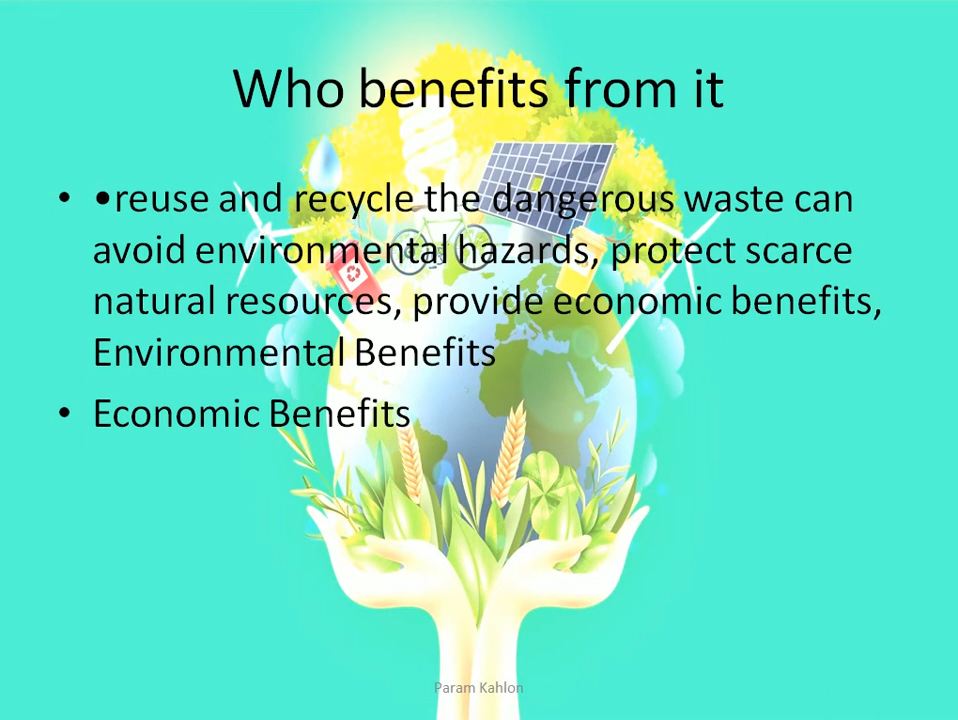 Who benefits from it
• •reuse and recycle the dangerous waste can
avoid environmental hazards, protect scarce
natural resources, provide economic benefits,
Environmental Benefits
• Economic Benefits
Param Kahlon